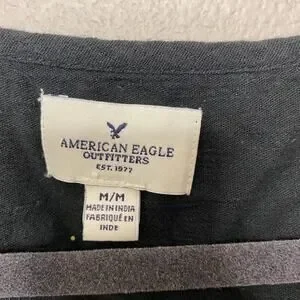 AMERICAN EAGLE
OUTFITTERS
EST. 1977
M/M
MADE IN INDIA
FABRIQUÉ EN
INDE